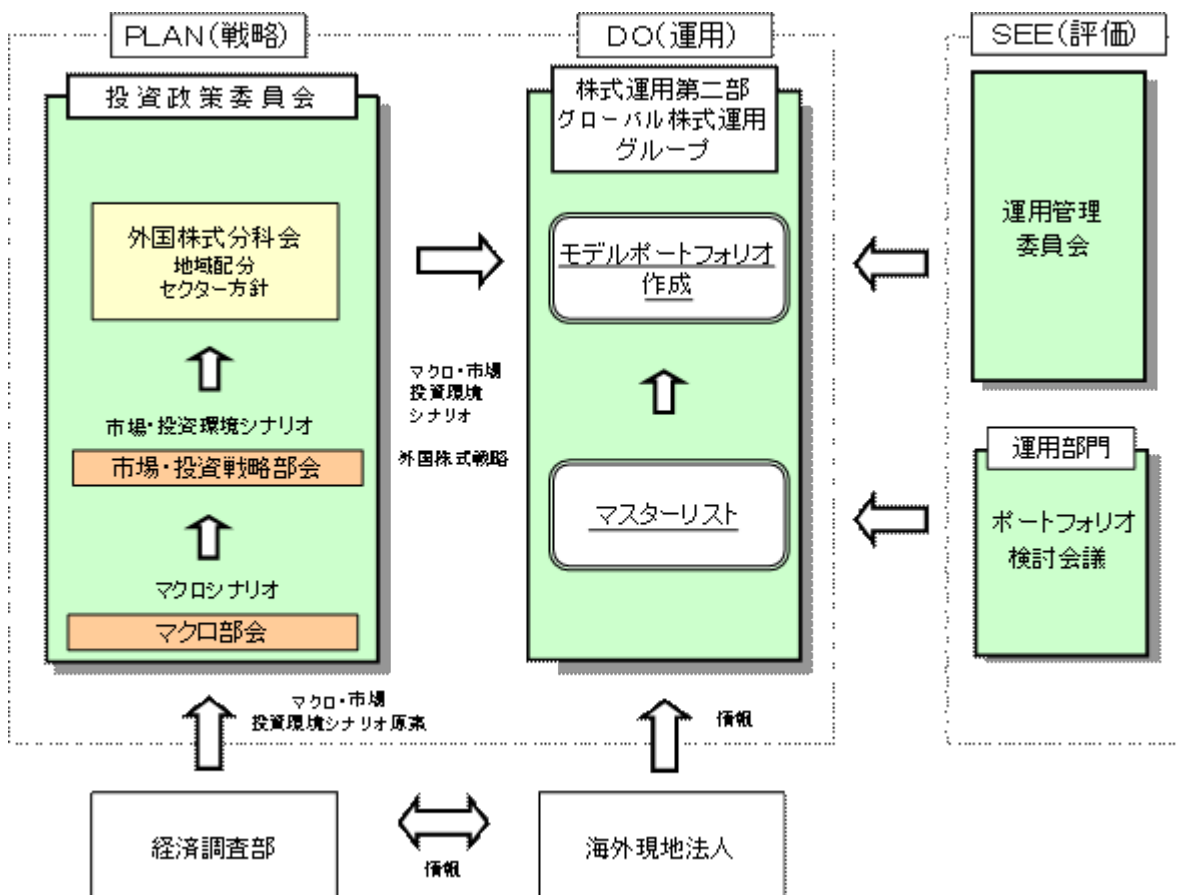 PLAN(戦略)
DO(運用)
SEE(評価)
投資政策委員会
外国株式分科会
地域配分
セクター方針
市場・投資環境シナリオ
市場・投資戦略部会
マクロシナリオ
マクロ部会
マクロ・市場
投資環境
シナリオ
外国株式戦略
株式運用第二部
グローバル株式運用
グループ
モデルポートフォリオ
作成
マスターリスト
運用管理
委員会
運用部門
ポートフォリオ
検討会議
マクロ・市場
投資環境シナリオ原案
情報
経済調査部
情報
海外現地法人